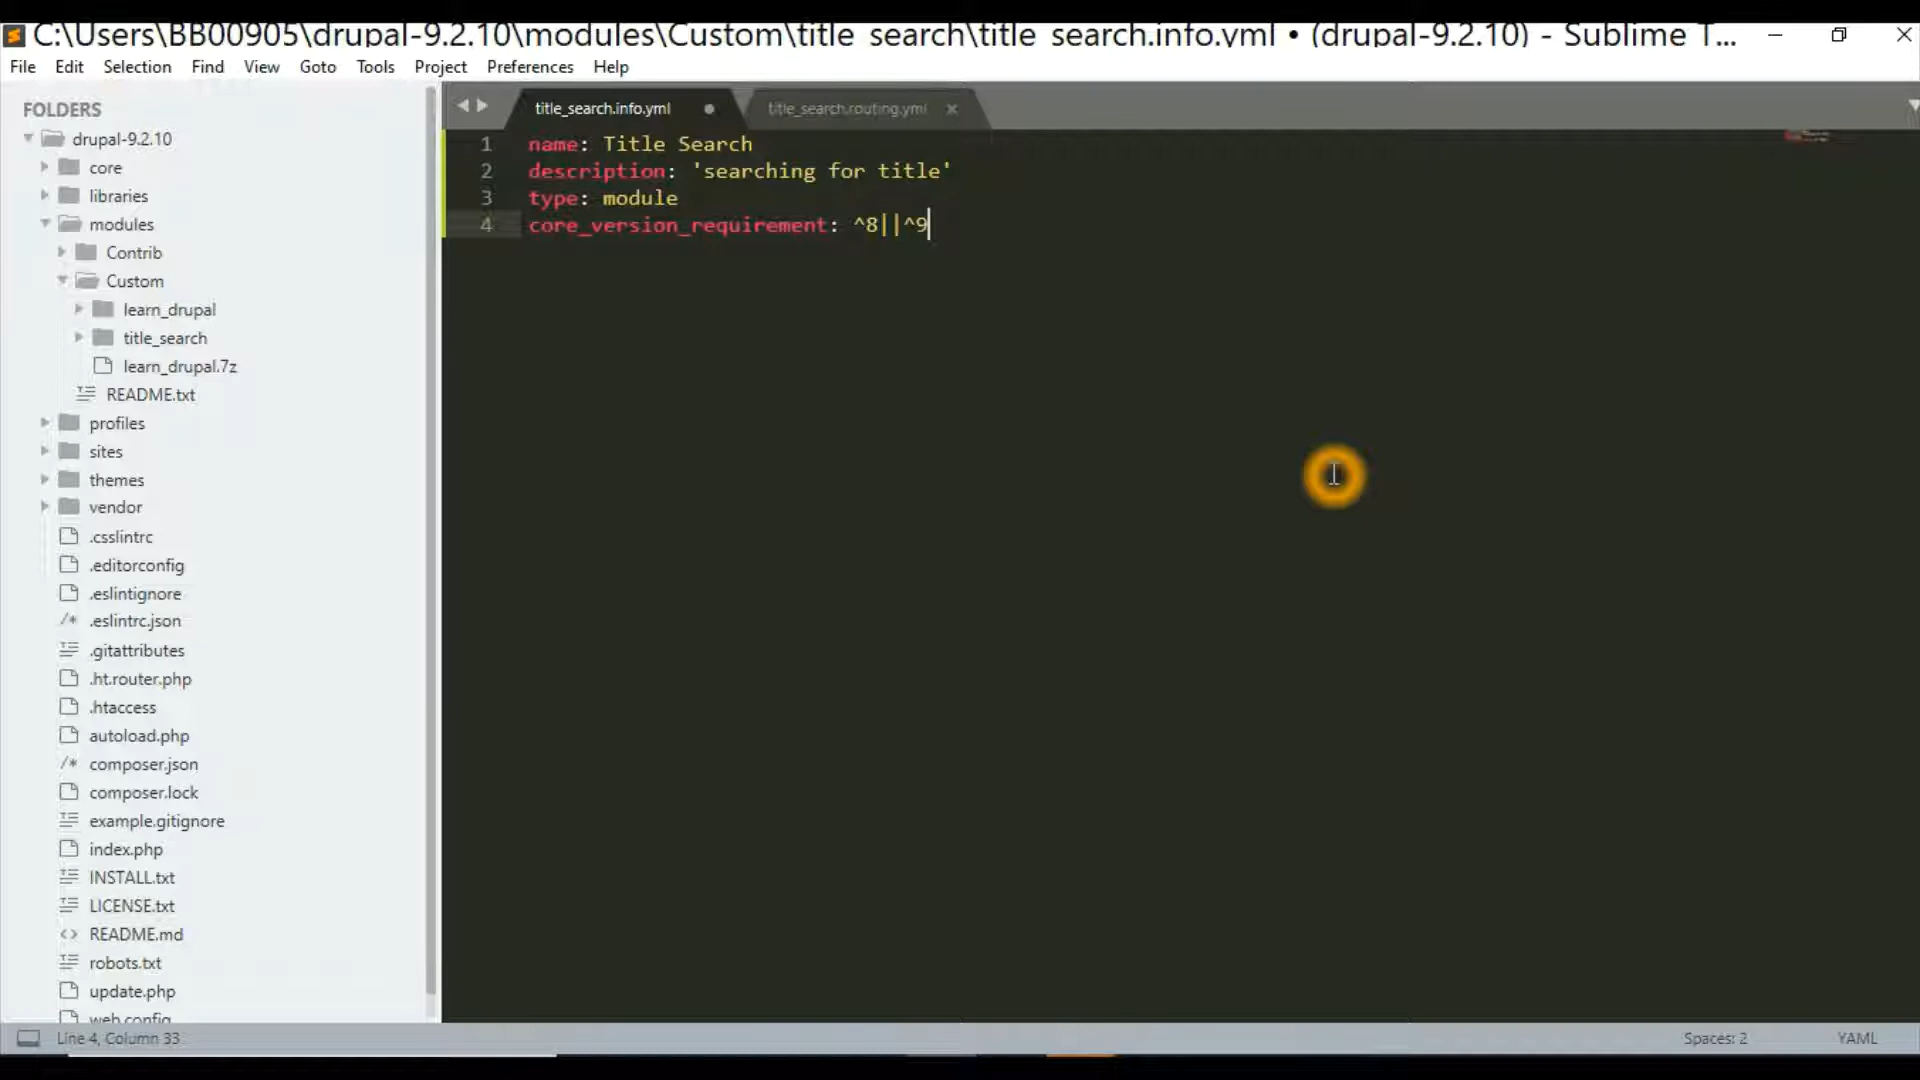 C:\Users\BB00905\drupal-9.2.10\modules\Custom\title_search\title_search.info.yml • (drupal-9.2.10) - Sublime T...
File Edit Selection Find View Goto Tools Project Preferences Help
FOLDERS
drupal-9.2.10
core
libraries
modules
Contrib
Custom
learn_drupal
title_search
learn_drupal.7z
README.txt
profiles
sites
themes
vendor
.csslintrc
.editorconfig
.eslintignore
/* .eslintrc.json
.gitattributes
.ht.router.php
.htaccess
autoload.php
/* composer.json
composer.lock
example.gitignore
index.php
INSTALL.txt
LICENSE.txt
<> README.md
robots.txt
update.php
web.config
title_search.info.yml title_search.routing.yml
1 name: Title Search
2 description: 'searching for title'
3 type: module
4 core_version_requirement: ^8||^9
Line 4, Column 33 Spaces: 2 YAML